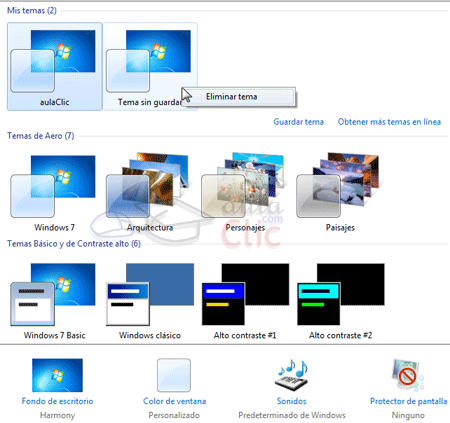 Mis temas (2)
aulaClic
Tema sin guardar
Eliminar tema
Guardar tema
Obtener más temas en línea
Temas de Aero (7)
Windows 7
Arquitectura
Personajes
Paisajes
aula
.com
Clic
Temas Básico y de Contraste alto (6)
Windows 7 Basic
Windows clásico
Alto contraste #1
Alto contraste #2
Fondo de escritorio
Harmony
Color de ventana
Personalizado
Sonidos
Predeterminado de Windows
Protector de pantalla
Ninguno